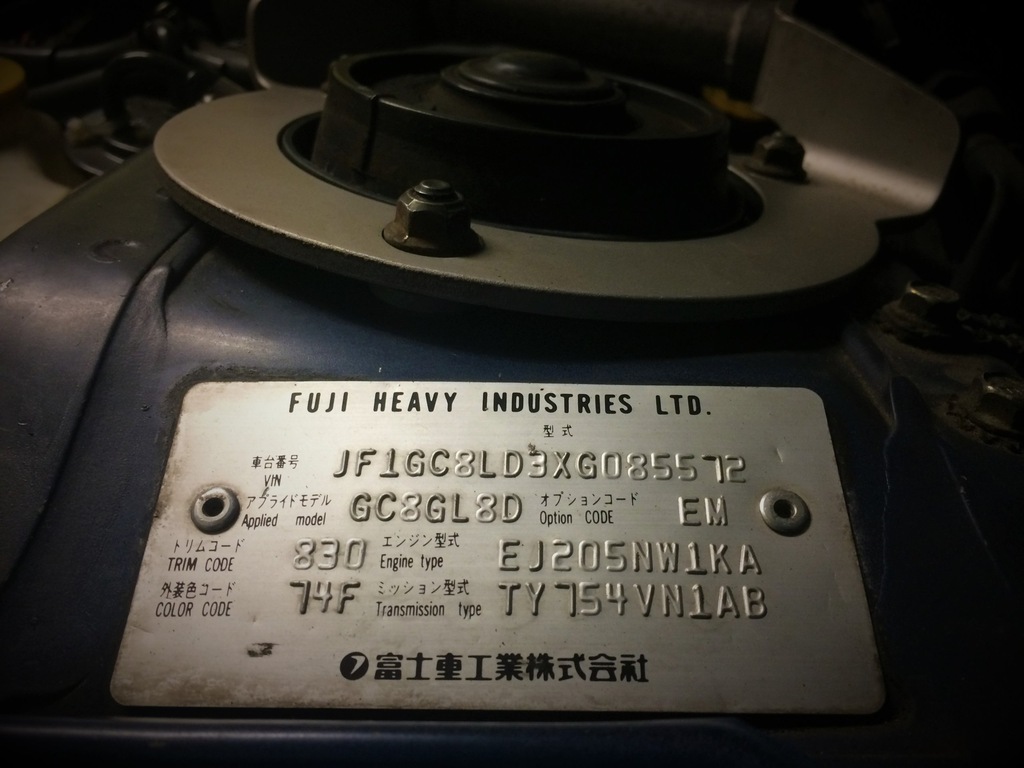 FUJI HEAVY INDUSTRIES LTD.
型式
車台番号 VIN JF1GC8LD3XG085572
アプライドモデル Applied model GC8GL8D オプションコード Option CODE EM
トリムコード TRIM CODE 830 エンジン型式 Engine type EJ205NW1KA
外装色コード COLOR CODE 74F ミッション型式 Transmission type TY754VN1AB
富士重工業株式会社